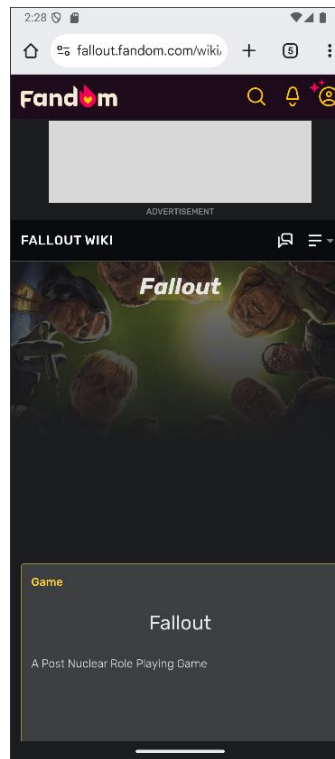 2:28
fallout.fandom.com/wiki/
5
Fandom
ADVERTISEMENT
FALLOUT WIKI
Fallout
Game
Fallout
A Post Nuclear Role Playing Game